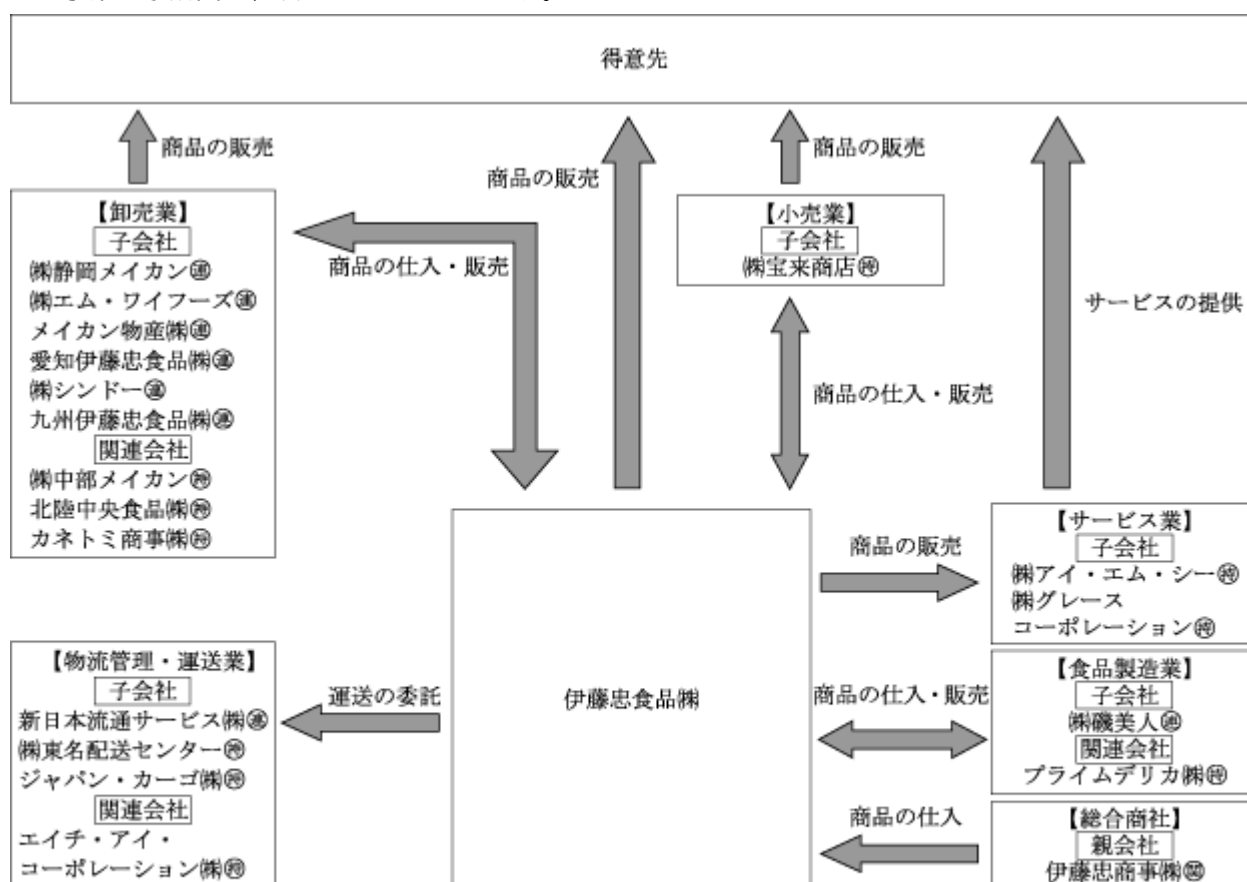 得意先
商品の販売
商品の販売
商品の販売
サービスの提供
【卸売業】
子会社
㈱静岡メイカン㊜
㈱エム・ワイフーズ
メイカン物産㈱
愛知伊藤忠食品㈱
㈱シンドー
九州伊藤忠食品㈱
関連会社
㈱中部メイカン
北陸中央食品㈱
カネトミ商事㈱
商品の仕入・販売
【小売業】
子会社
㈱宝来商店
商品の仕入・販売
伊藤忠食品㈱
商品の販売
【サービス業】
子会社
㈱アイ・エム・シー
㈱グレース
コーポレーション
【物流管理・運送業】
子会社
新日本流通サービス㈱
㈱東名配送センター
ジャパン・カーゴ㈱
関連会社
エイチ・アイ・
コーポレーション㈱
運送の委託
商品の仕入・販売
【食品製造業】
子会社
㈱磯美人
関連会社
プライムデリカ㈱
商品の仕入
【総合商社】
親会社
伊藤忠商事㈱